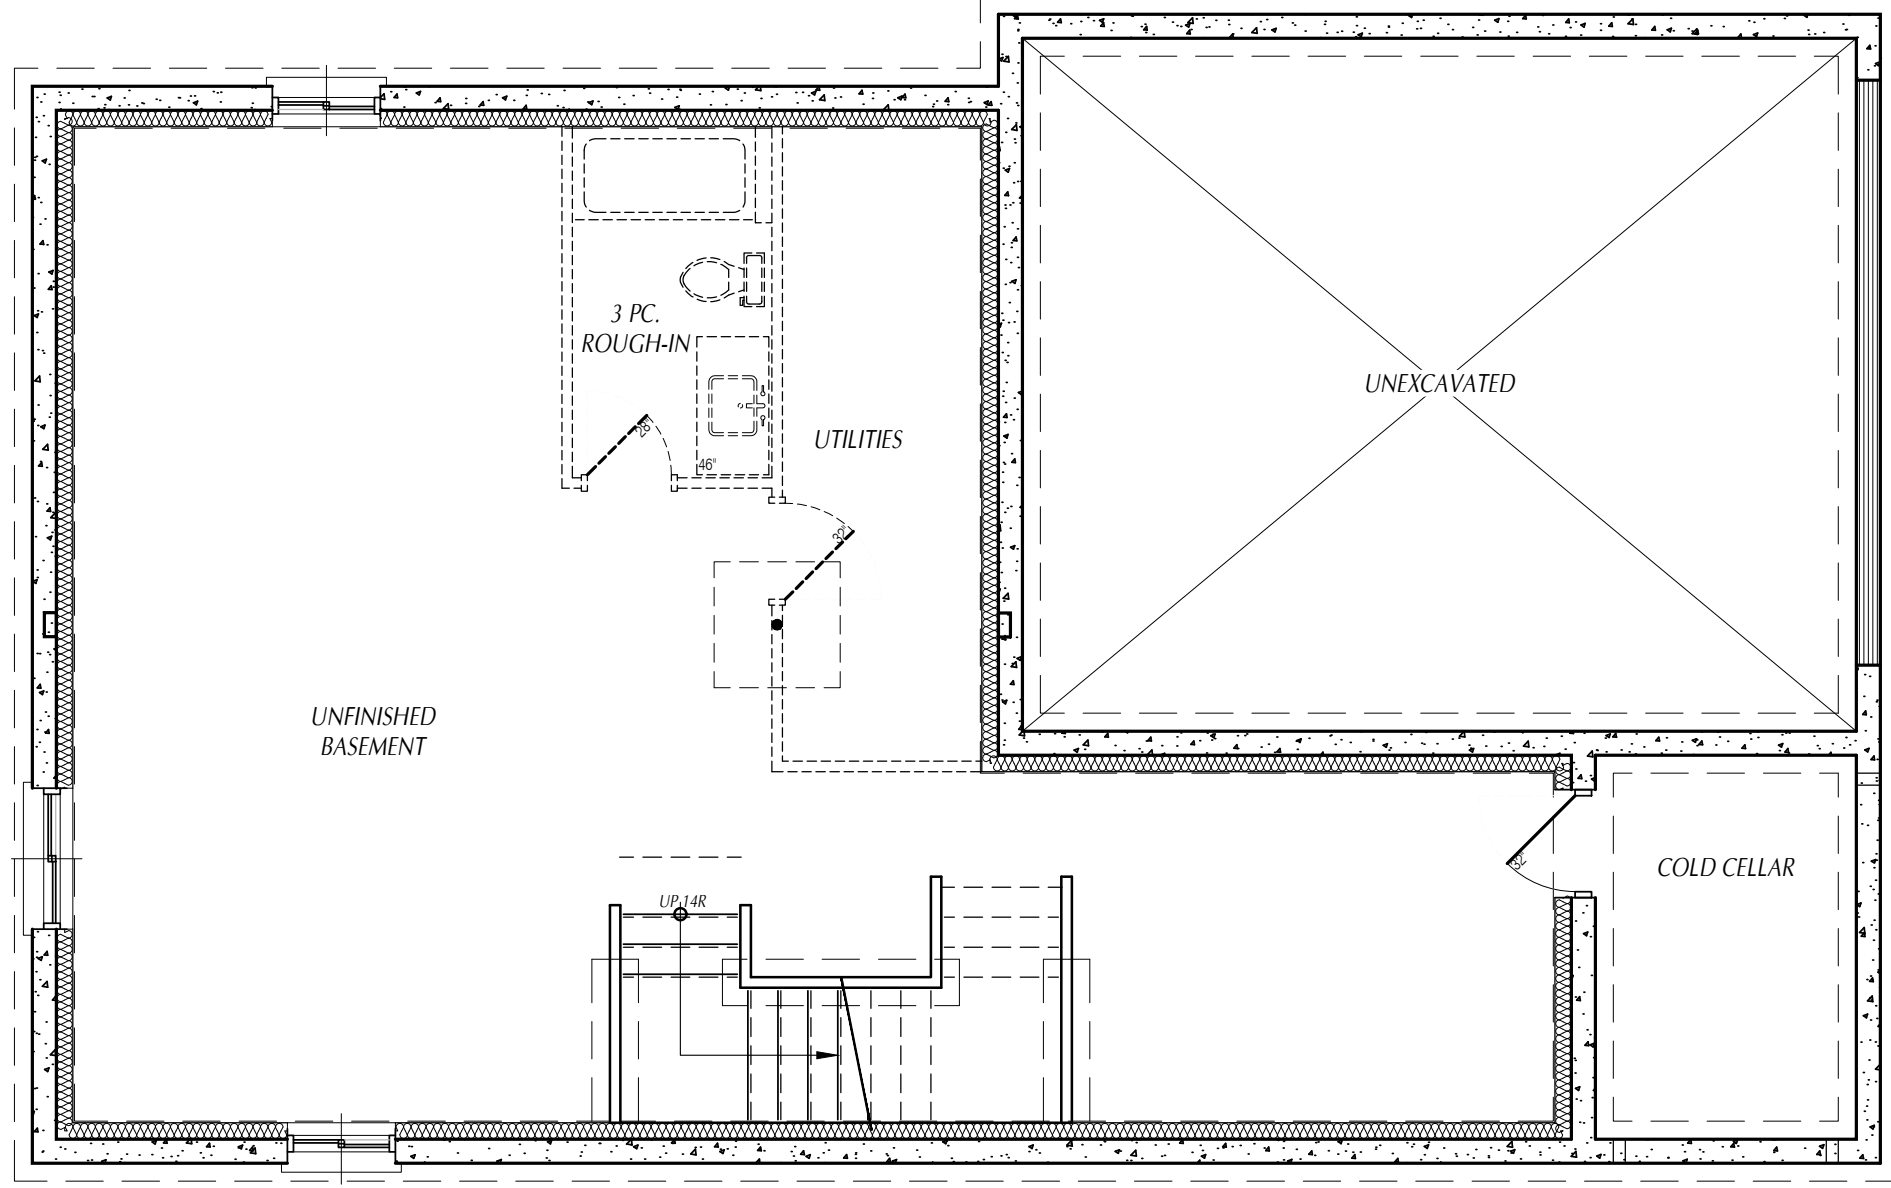 3 PC.
ROUGH-IN
28"
46"
UTILITIES
32"
UNEXCAVATED
UNFINISHED
BASEMENT
UP 14R
32"
COLD CELLAR